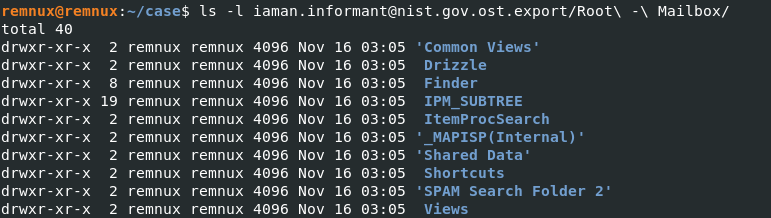 remnux@remnux:~/case$ ls -l iaman.informant@nist.gov.ost.export/Root\ -\ Mailbox/
total 40
drwxr-xr-x  2 remnux remnux 4096 Nov 16 03:05 'Common Views'
drwxr-xr-x  2 remnux remnux 4096 Nov 16 03:05  Drizzle
drwxr-xr-x  8 remnux remnux 4096 Nov 16 03:05  Finder
drwxr-xr-x 19 remnux remnux 4096 Nov 16 03:05  IPM_SUBTREE
drwxr-xr-x  2 remnux remnux 4096 Nov 16 03:05  ItemProcSearch
drwxr-xr-x  2 remnux remnux 4096 Nov 16 03:05 '_MAPISP(Internal)'
drwxr-xr-x  2 remnux remnux 4096 Nov 16 03:05 'Shared Data'
drwxr-xr-x  2 remnux remnux 4096 Nov 16 03:05  Shortcuts
drwxr-xr-x  2 remnux remnux 4096 Nov 16 03:05 'SPAM Search Folder 2'
drwxr-xr-x  2 remnux remnux 4096 Nov 16 03:05  Views